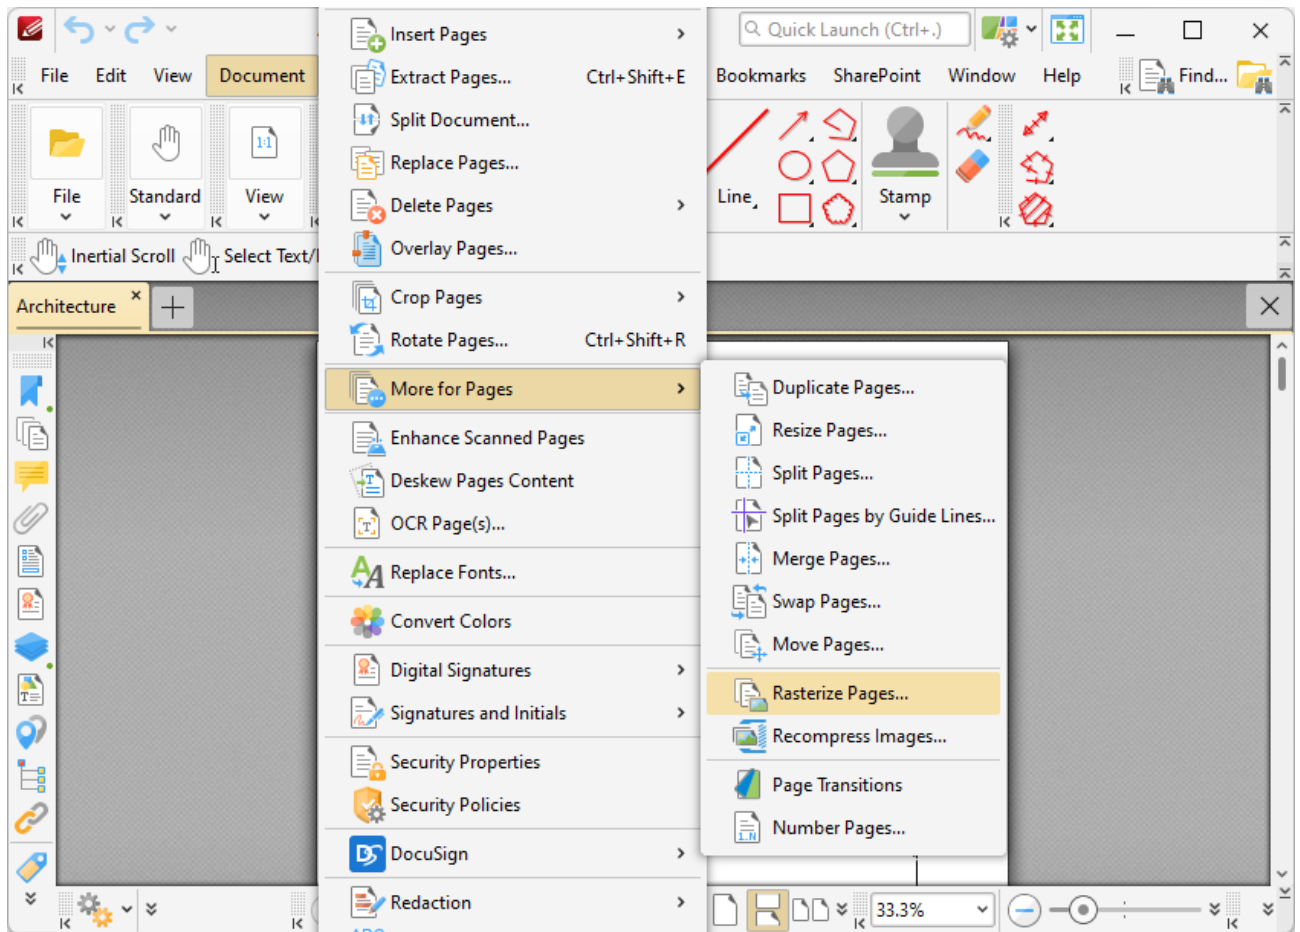 Quick Launch (Ctrl+.)
File Edit View Document Bookmarks SharePoint Window Help Find...
1:1
File Standard View Line Stamp
Inertial Scroll Select Text/
Architecture
Insert Pages
Extract Pages... Ctrl+Shift+E
Split Document...
Replace Pages...
Delete Pages
Overlay Pages...
Crop Pages
Rotate Pages... Ctrl+Shift+R
More for Pages
Enhance Scanned Pages
Deskew Pages Content
OCR Page(s)...
Replace Fonts...
Convert Colors
Digital Signatures
Signatures and Initials
Security Properties
Security Policies
DocuSign
Redaction
Duplicate Pages...
Resize Pages...
Split Pages...
Split Pages by Guide Lines...
Merge Pages...
Swap Pages...
Move Pages...
Rasterize Pages...
Recompress Images...
Page Transitions
Number Pages...
33.3%